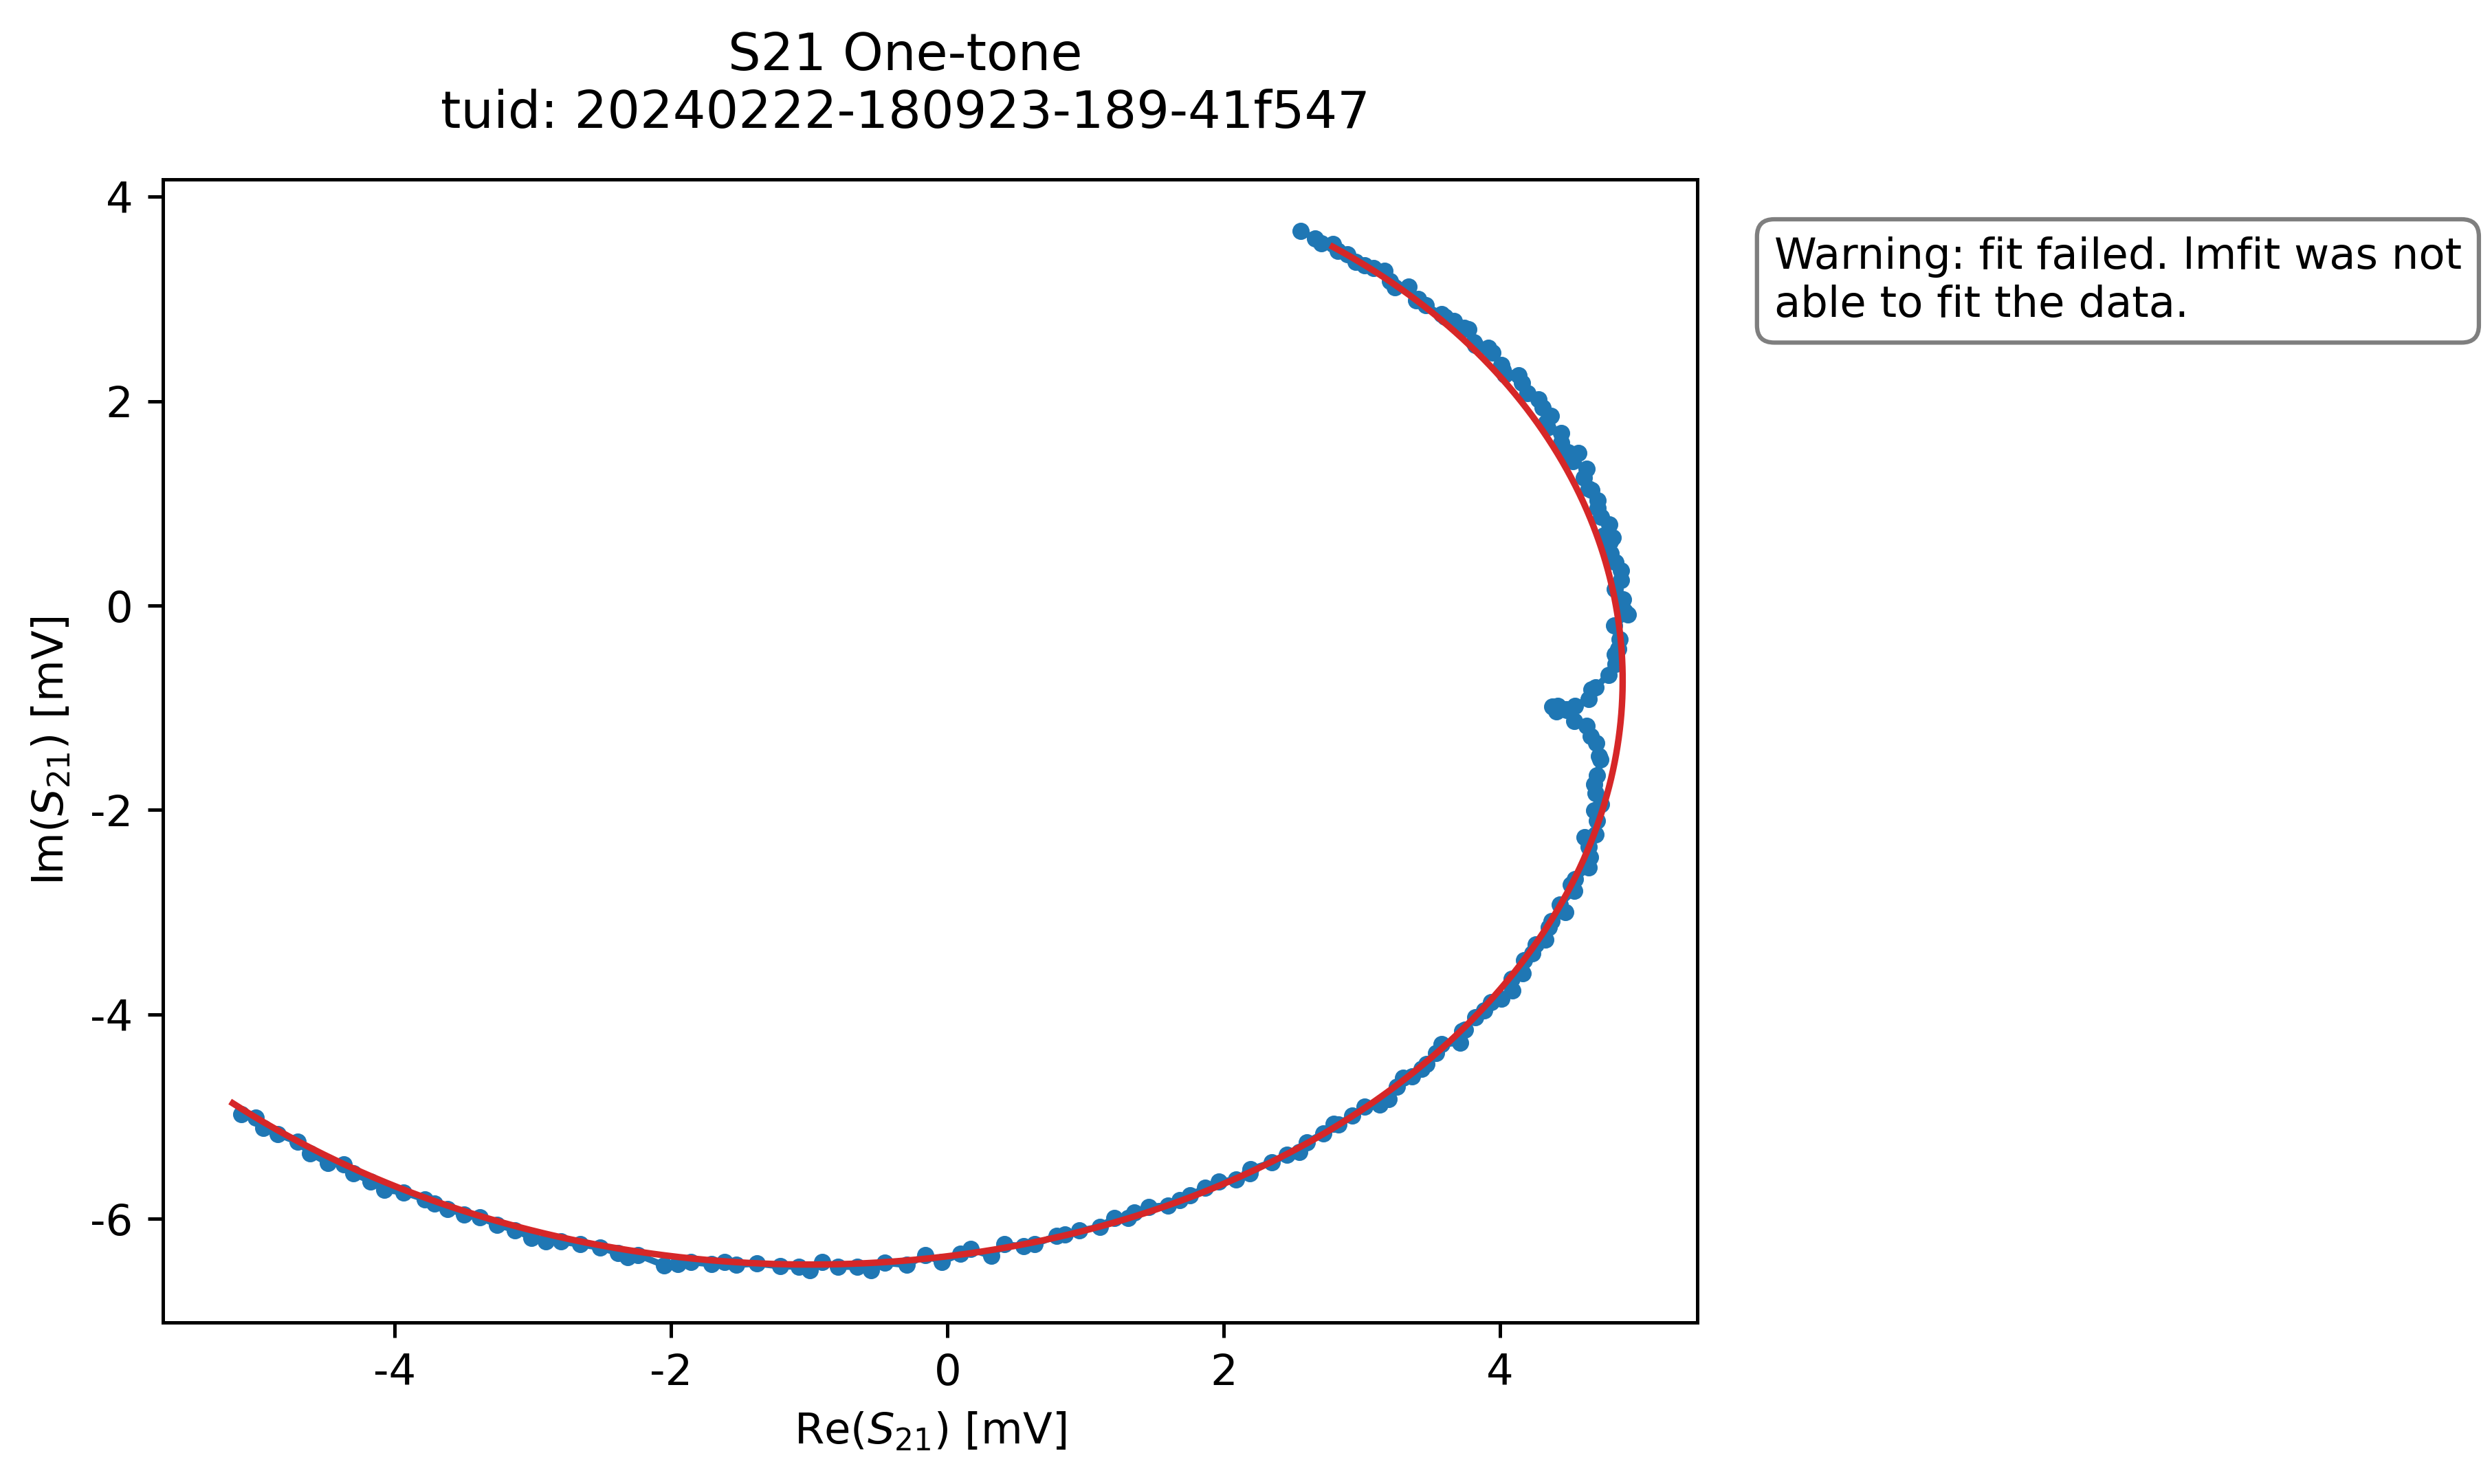 S21 One-tone
tuid: 20240222-180923-189-41f547
Warning: fit failed. lmfit was not
able to fit the data.
4
2
0
-2
-4
-6
Im(S21) [mV]
-4 -2 0 2 4
Re(S21) [mV]